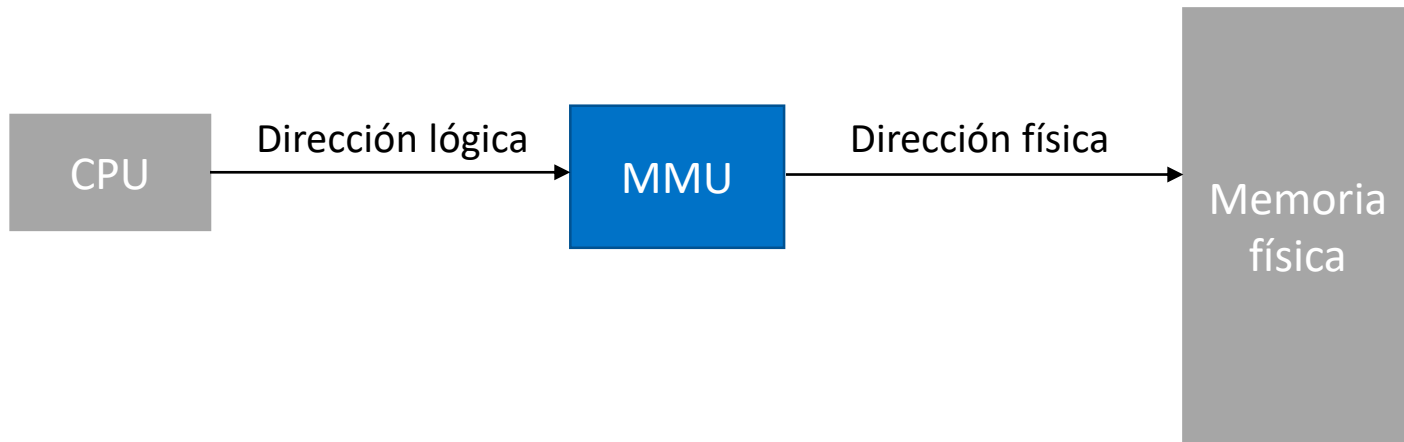 CPU
Dirección lógica
MMU
Dirección física
Memoria
física